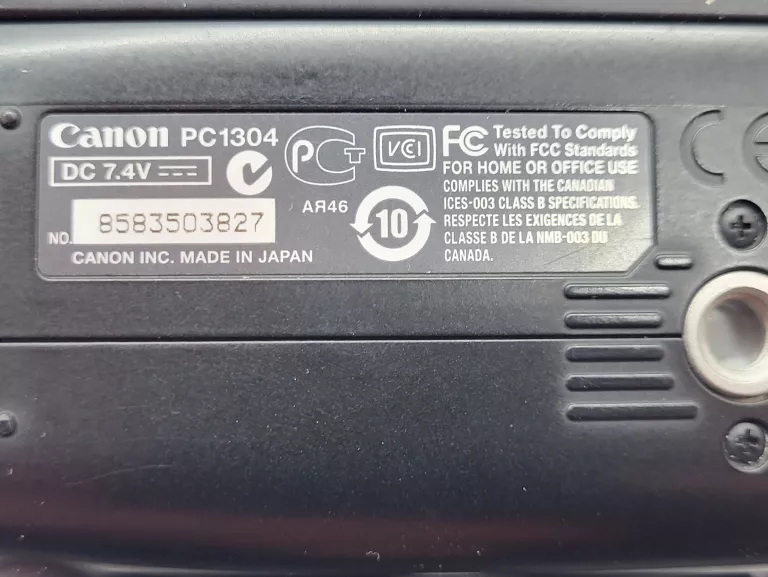 Canon PC1304
DC 7.4V
NO. 8583503827
CANON INC. MADE IN JAPAN
РСТ
АЯ46
VCI
10
FC Tested To Comply
With FCC Standards
FOR HOME OR OFFICE USE
COMPLIES WITH THE CANADIAN
ICES-003 CLASS B SPECIFICATIONS.
RESPECTE LES EXIGENCES DE LA
CLASSE B DE LA NMB-003 DU
CANADA.
CE